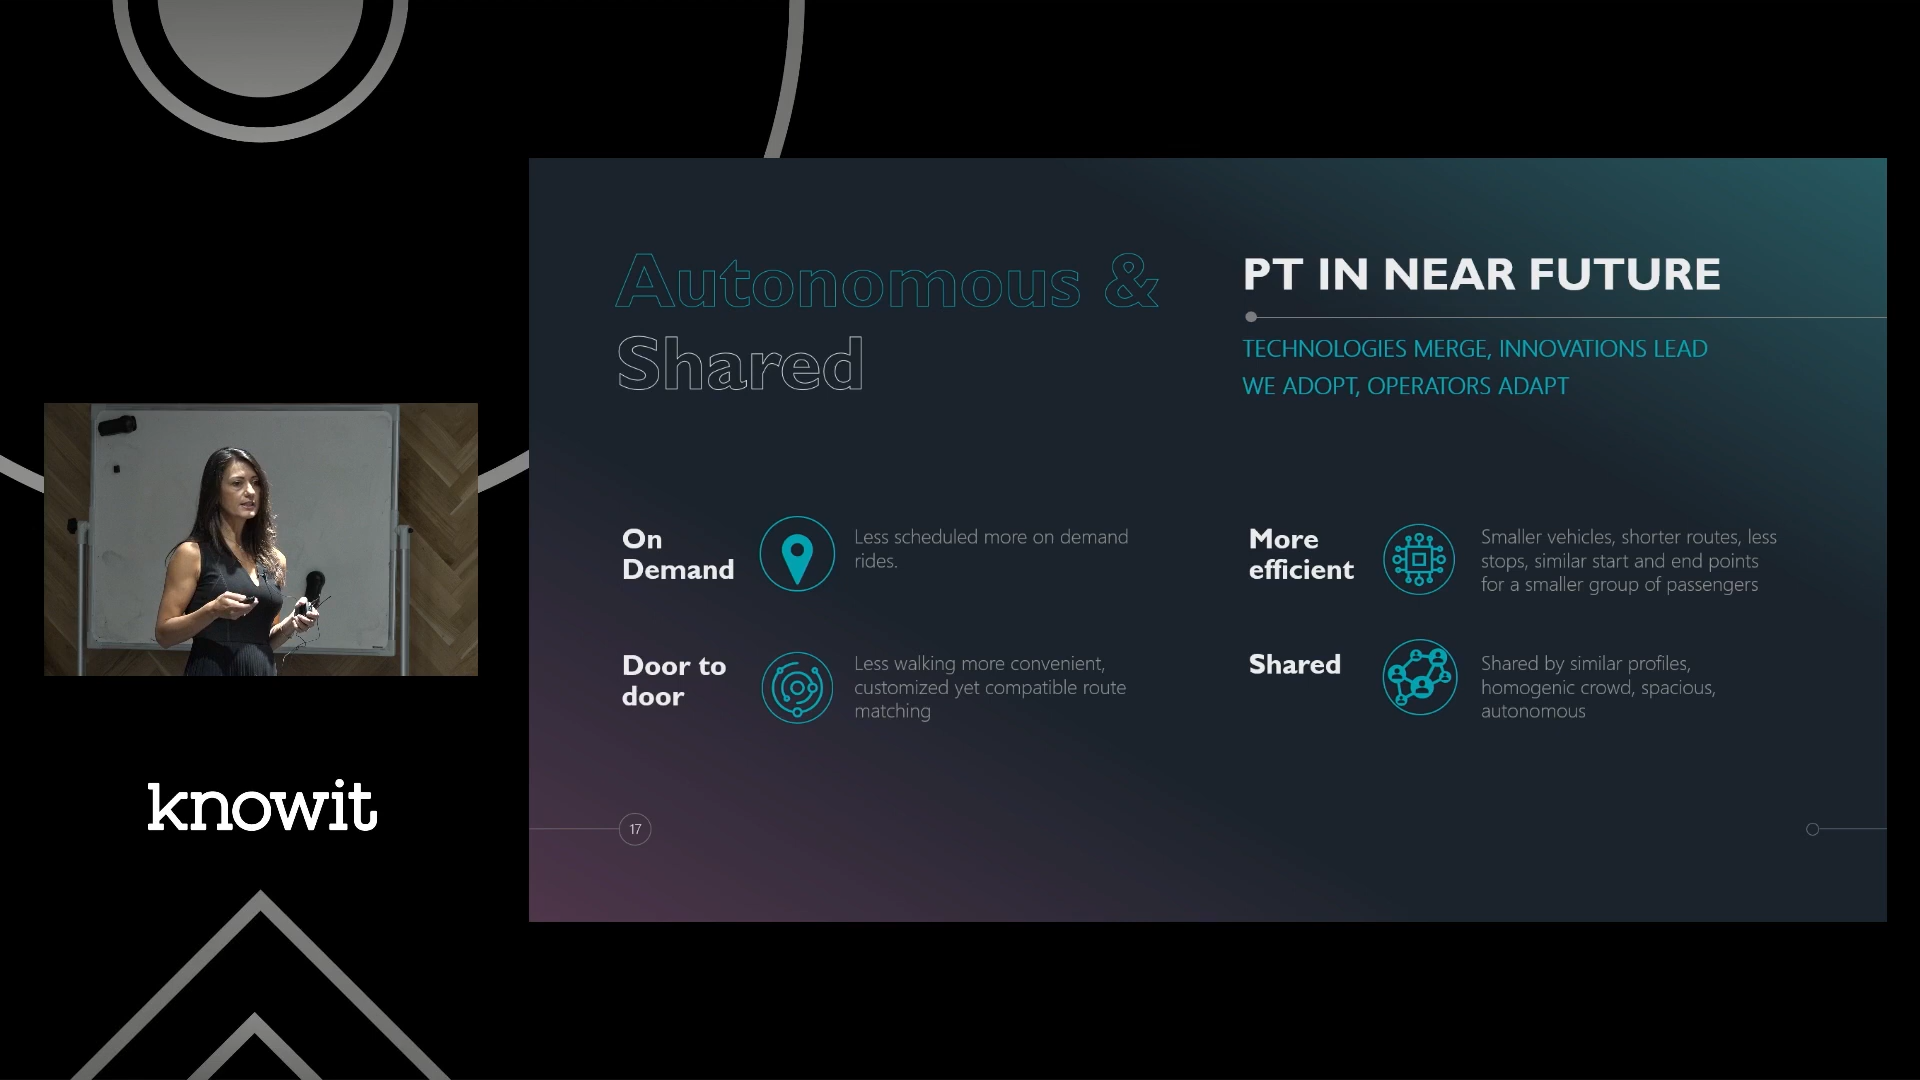 Autonomous &
Shared
PT IN NEAR FUTURE
TECHNOLOGIES MERGE, INNOVATIONS LEAD
WE ADOPT, OPERATORS ADAPT
On
Demand
Less scheduled more on demand
rides.
More
efficient
Smaller vehicles, shorter routes, less
stops, similar start and end points
for a smaller group of passengers
Door to
door
Less walking more convenient,
customized yet compatible route
matching
Shared
Shared by similar profiles,
homogenic crowd, spacious,
autonomous
17
knowit